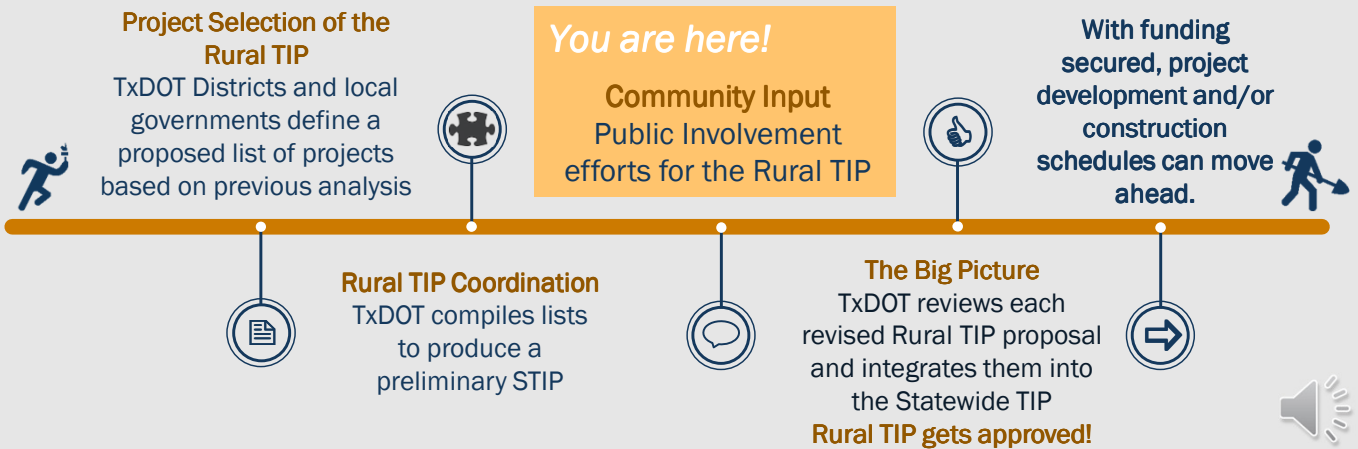 Project Selection of the
Rural TIP
TxDOT Districts and local
governments define a
proposed list of projects
based on previous analysis
Rural TIP Coordination
TxDOT compiles lists
to produce a
preliminary STIP
You are here!
Community Input
Public Involvement
efforts for the Rural TIP
The Big Picture
TxDOT reviews each
revised Rural TIP proposal
and integrates them into
the Statewide TIP
Rural TIP gets approved!
With funding
secured, project
development and/or
construction
schedules can move
ahead.